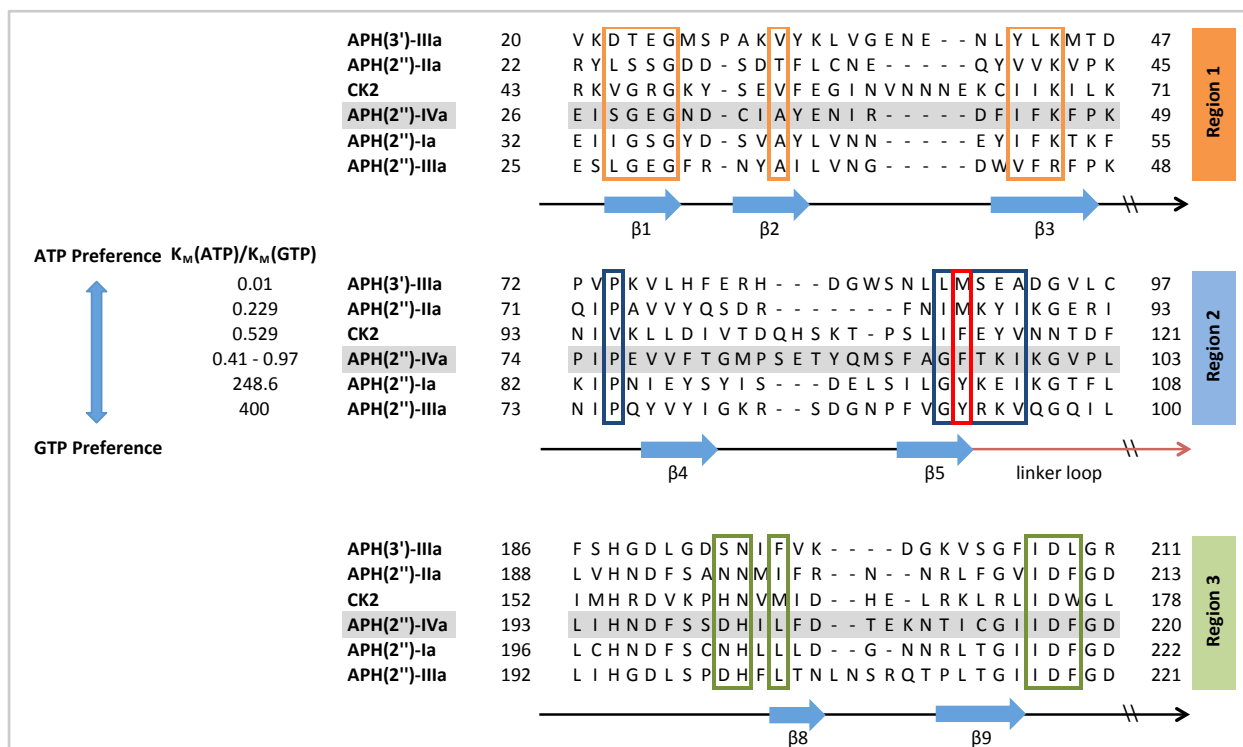 APH(3')-IIIa 20 V K D T E G M S P A K V Y K L V G E N E - - N L Y L K M T D 47
APH(2'')-IIa 22 R Y L S S G D D - S D T F L C N E - - - - - Q Y V V K V P K 45
CK2 43 R K V G R G K Y - S E V F E G I N V N N N E K C I I K I L K 71
APH(2'')-IVa 26 E I S G E G N D - C I A Y E N I R - - - - D F I F K F P K 49
APH(2'')-Ia 32 E I I G S G Y D - S V A Y L V N N - - - - E Y I F K T K F 55
APH(2'')-IIIa 25 E S L G E G F R - N Y A I L V N G - - - - - D W V F R F P K 48
Region 1
β1 β2 β3
ATP Preference K_M(ATP)/K_M(GTP)
0.01 APH(3')-IIIa 72 P V P K V L H F E R H - - - D G W S N L L M S E A D G V L C 97
0.229 APH(2'')-IIa 71 Q I P A V V Y Q S D R - - - - - - - F N I M K Y I K G E R I 93
0.529 CK2 93 N I V K L L D I V T D Q H S K T - P S L I F E Y V N N T D F 121
0.41 - 0.97 APH(2'')-IVa 74 P I P E V V F T G M P S E T Y Q M S F A G F T K I K G V P L 103
248.6 APH(2'')-Ia 82 K I P N I E Y S Y I S - - - D E L S I L G Y K E I K G T F L 108
400 APH(2'')-IIIa 73 N I P Q Y V Y I G K R - - S D G N P F V G Y R K V Q G Q I L 100
GTP Preference
Region 2
β4 β5 linker loop
APH(3')-IIIa 186 F S H G D L G D S N I F V K - - - - D G K V S G F I D L G R 211
APH(2'')-IIa 188 L V H N D F S A N N M I F R - - N - - N R L F G V I D F G D 213
CK2 152 I M H R D V K P H N V M I D - - H E - L R K L R L I D W G L 178
APH(2'')-IVa 193 L I H N D F S S D H I L F D - - T E K N T I C G I I D F G D 220
APH(2'')-Ia 196 L C H N D F S C N H L L L D - - G - N N R L T G I I D F G D 222
APH(2'')-IIIa 192 L I H G D L S P D H F L T N L N S R Q T P L T G I I D F G D 221
Region 3
β8 β9